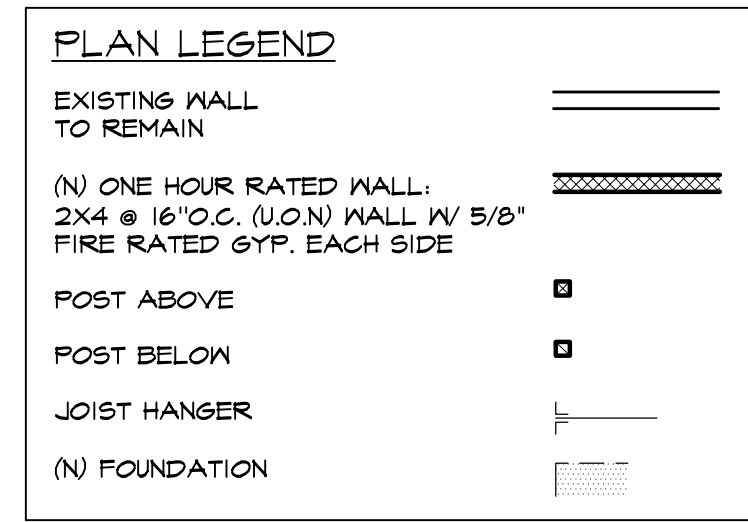 PLAN LEGEND
EXISTING WALL
TO REMAIN
(N) ONE HOUR RATED WALL:
2X4 @ 16"O.C. (U.O.N) WALL W/ 5/8"
FIRE RATED GYP. EACH SIDE
POST ABOVE
POST BELOW
JOIST HANGER
(N) FOUNDATION